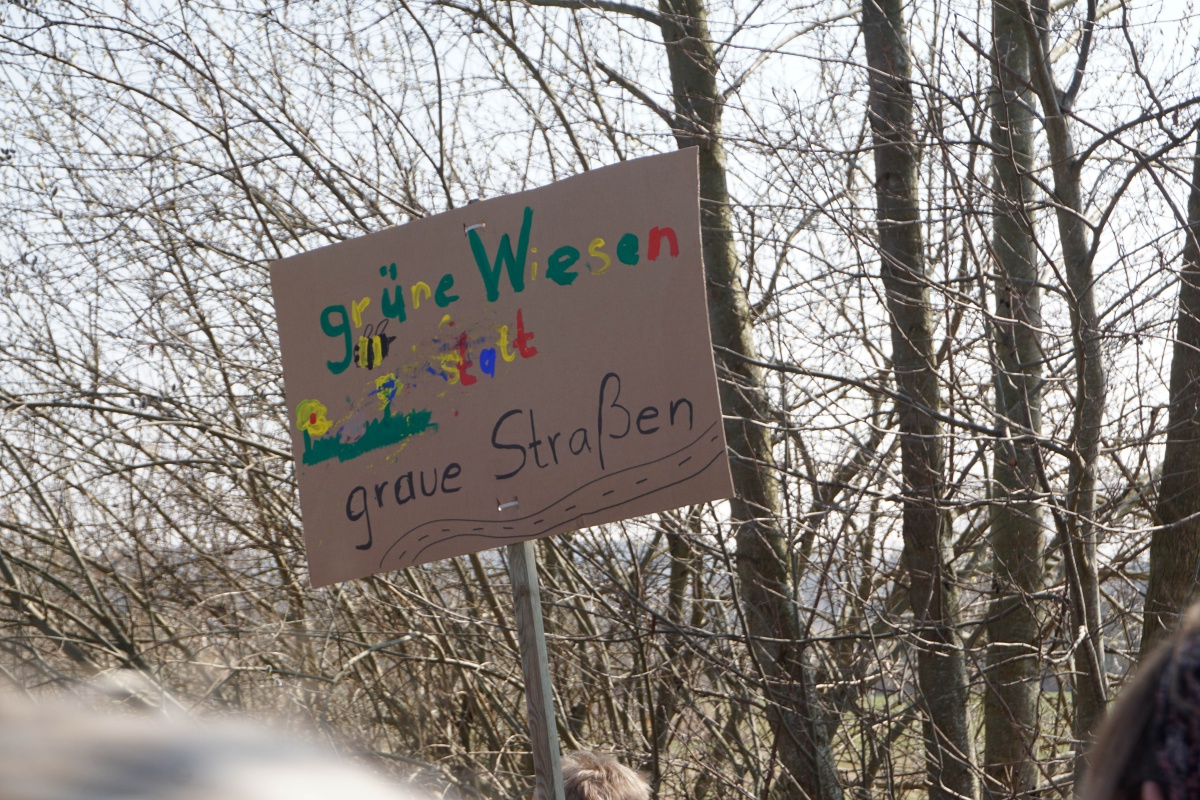 grüne Wiesen
statt
graue Straßen